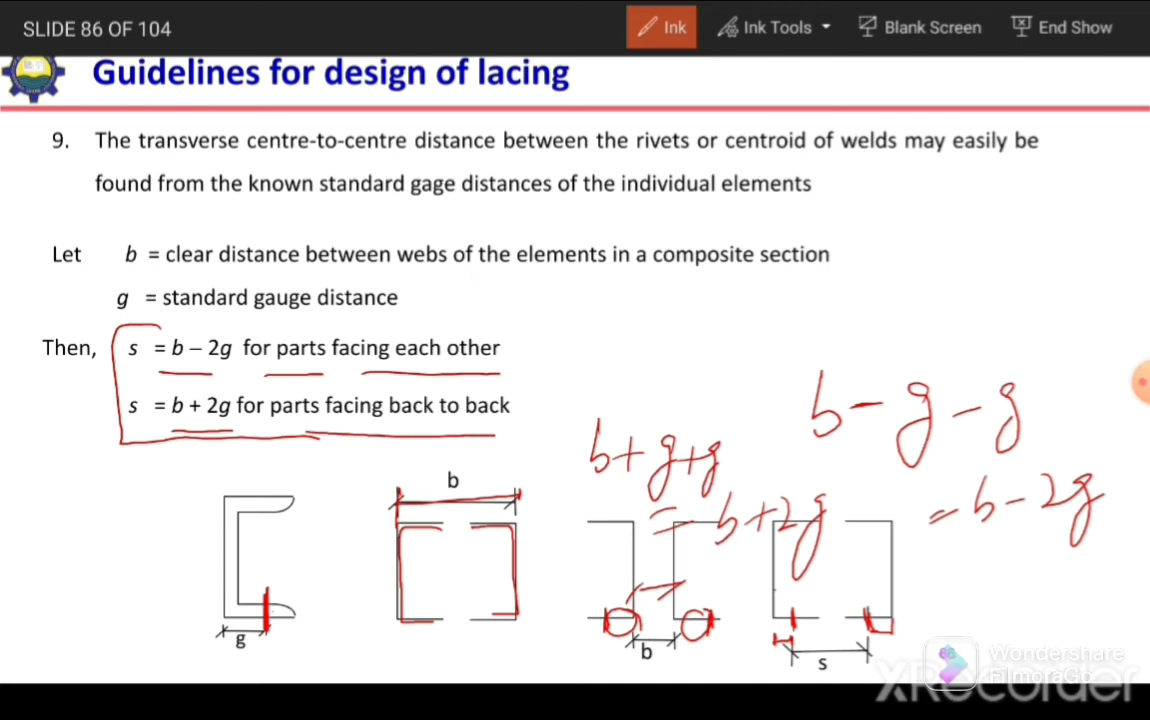 SLIDE 86 OF 104
Ink
Ink Tools
Blank Screen
End Show
Guidelines for design of lacing
9. The transverse centre-to-centre distance between the rivets or centroid of welds may easily be
found from the known standard gage distances of the individual elements
Let b = clear distance between webs of the elements in a composite section
g = standard gauge distance
Then, s = b – 2g for parts facing each other
s = b + 2g for parts facing back to back
b - g - g
= b - 2g
b + g + g
= b + 2g
b
g
b
s
Wondershare
FilmoraGo
XRecorder